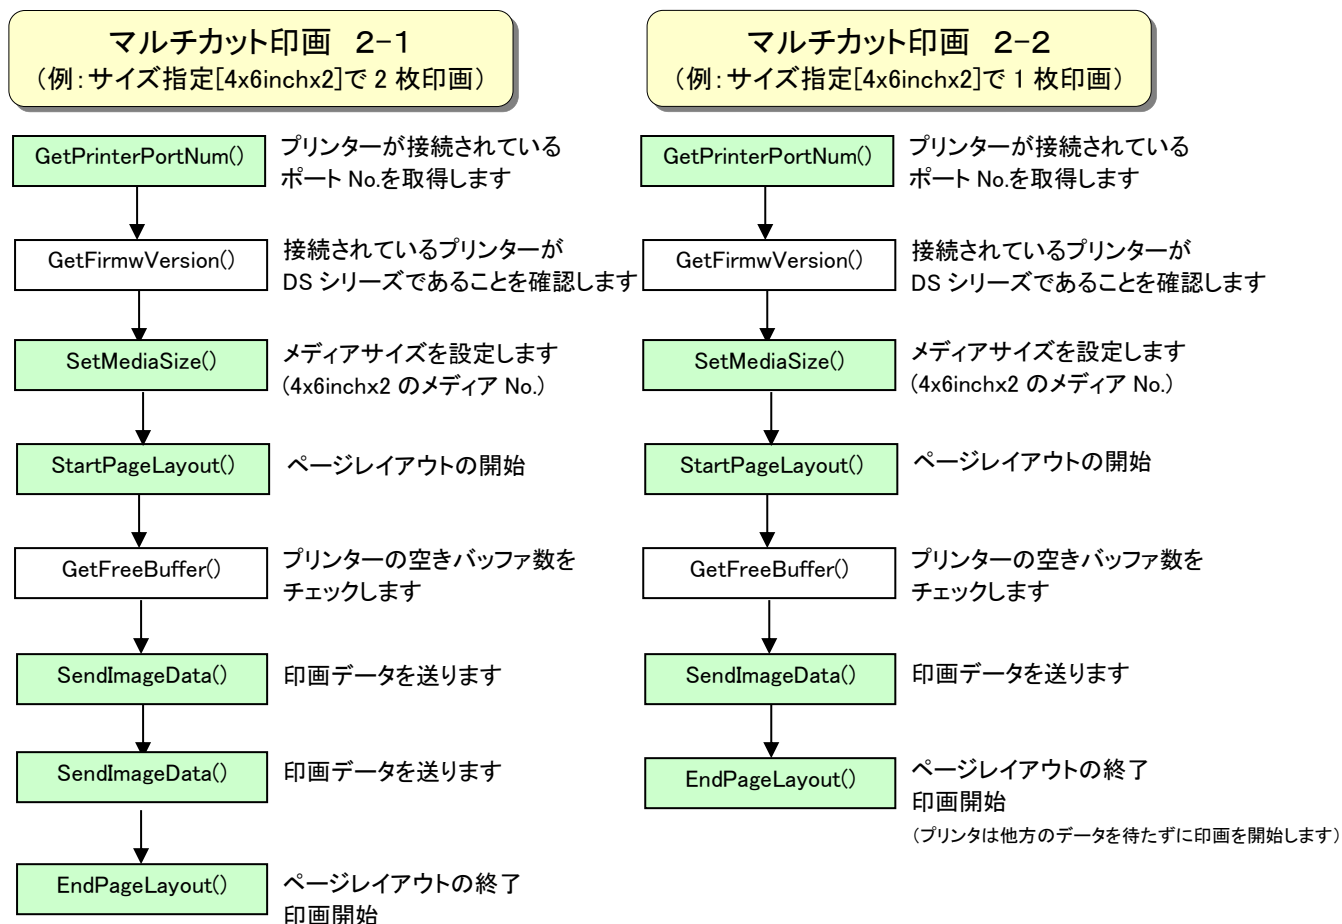 マルチカット印画　2-1
（例：サイズ指定[4x6inchx2]で 2 枚印画）
GetPrinterPortNum()
プリンターが接続されている
ポート No.を取得します
GetFirmwVersion()
接続されているプリンターが
DS シリーズであることを確認します
SetMediaSize()
メディアサイズを設定します
(4x6inchx2 のメディア No.)
StartPageLayout()
ページレイアウトの開始
GetFreeBuffer()
プリンターの空きバッファ数を
チェックします
SendImageData()
印画データを送ります
SendImageData()
印画データを送ります
EndPageLayout()
ページレイアウトの終了
印画開始
マルチカット印画　2-2
（例：サイズ指定[4x6inchx2]で 1 枚印画）
GetPrinterPortNum()
プリンターが接続されている
ポート No.を取得します
GetFirmwVersion()
接続されているプリンターが
DS シリーズであることを確認します
SetMediaSize()
メディアサイズを設定します
(4x6inchx2 のメディア No.)
StartPageLayout()
ページレイアウトの開始
GetFreeBuffer()
プリンターの空きバッファ数を
チェックします
SendImageData()
印画データを送ります
EndPageLayout()
ページレイアウトの終了
印画開始
（プリンタは他方のデータを待たずに印画を開始します）